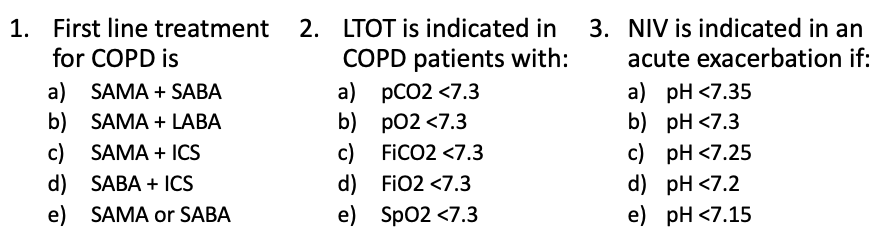 1. First line treatment for COPD is
a) SAMA + SABA
b) SAMA + LABA
c) SAMA + ICS
d) SABA + ICS
e) SAMA or SABA
2. LTOT is indicated in COPD patients with:
a) pCO2 <7.3
b) pO2 <7.3
c) FiCO2 <7.3
d) FiO2 <7.3
e) SpO2 <7.3
3. NIV is indicated in an acute exacerbation if:
a) pH <7.35
b) pH <7.3
c) pH <7.25
d) pH <7.2
e) pH <7.15